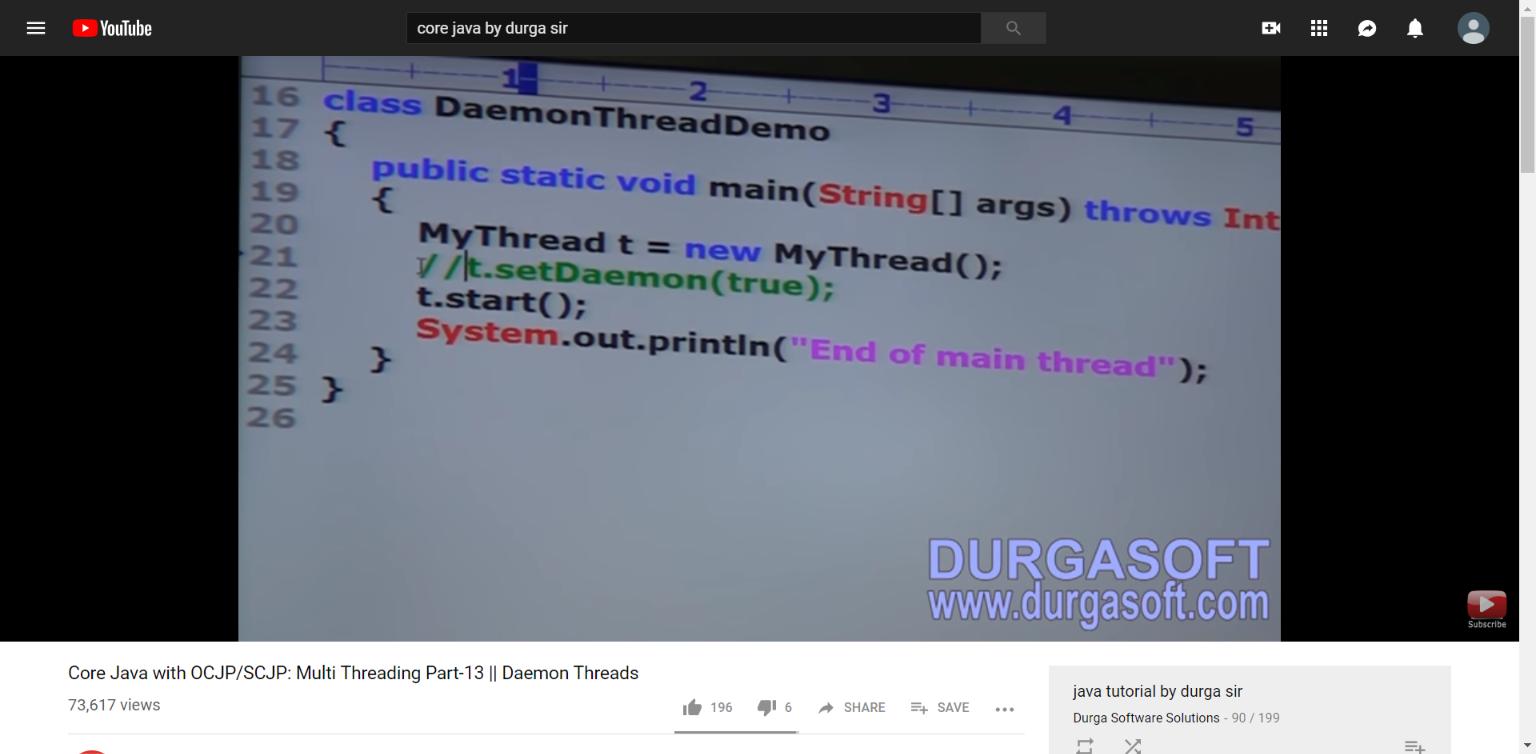 YouTube
core java by durga sir
1 2 3 4 5
16 class DaemonThreadDemo
17 {
18 public static void main(String[] args) throws Int
19 {
20 MyThread t = new MyThread();
21 //t.setDaemon(true);
22 t.start();
23 System.out.println("End of main thread");
24 }
25 }
26
DURGASOFT
www.durgasoft.com
Subscribe
Core Java with OCJP/SCJP: Multi Threading Part-13 || Daemon Threads
73,617 views
196 6 SHARE SAVE
java tutorial by durga sir
Durga Software Solutions - 90 / 199